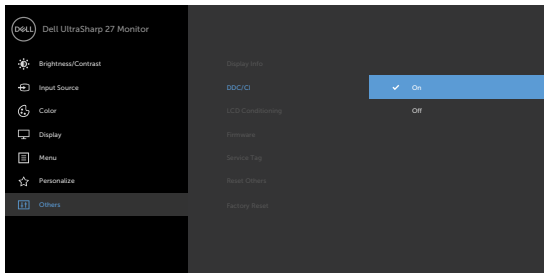 DELL
Dell UltraSharp 27 Monitor
Brightness/Contrast
Input Source
Color
Display
Menu
Personalize
Others
Display Info
DDC/CI
LCD Conditioning
Firmware
Service Tag
Reset Others
Factory Reset
On
Off